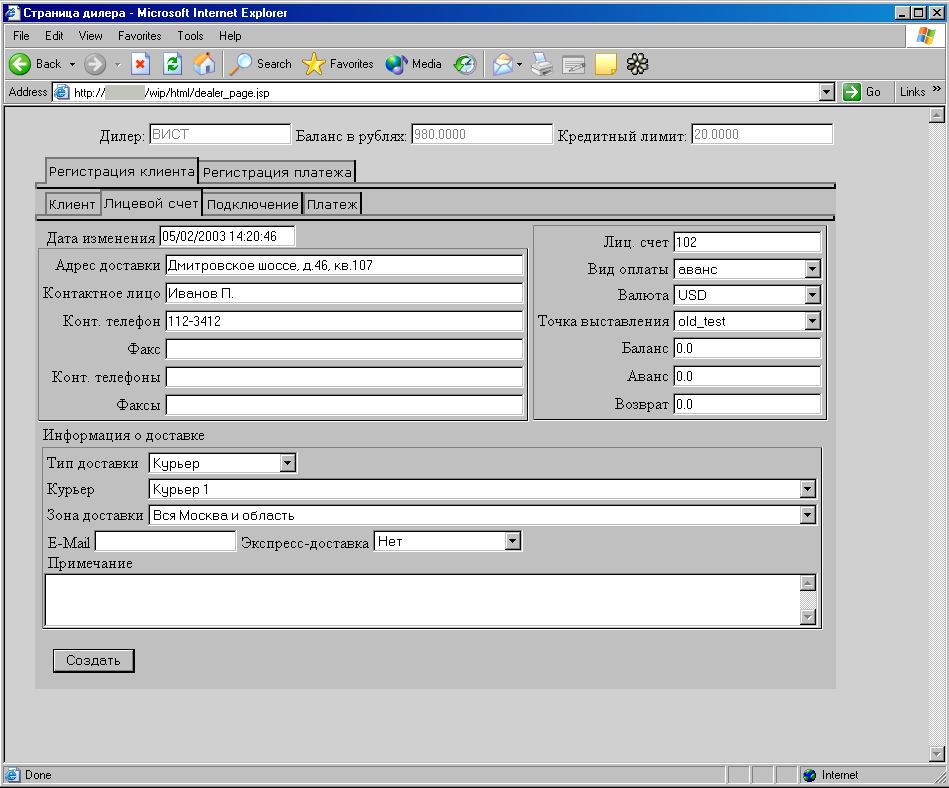 Страница дилера - Microsoft Internet Explorer
File Edit View Favorites Tools Help
Back Search Favorites Media
Address http:// /wip/html/dealer_page.jsp Go Links »
Дилер: ВИСТ Баланс в рублях: 980.0000 Кредитный лимит: 20.0000
Регистрация клиента Регистрация платежа
Клиент Лицевой счет Подключение Платеж
Дата изменения 05/02/2003 14:20:46
Адрес доставки Дмитровское шоссе, д.46, кв.107
Контактное лицо Иванов П.
Конт. телефон 112-3412
Факс
Конт. телефоны
Факсы
Лиц. счет 102
Вид оплаты аванс
Валюта USD
Точка выставления old_test
Баланс 0.0
Аванс 0.0
Возврат 0.0
Информация о доставке
Тип доставки Курьер
Курьер Курьер 1
Зона доставки Вся Москва и область
E-Mail Экспресс-доставка Нет
Примечание
Создать
Done Internet